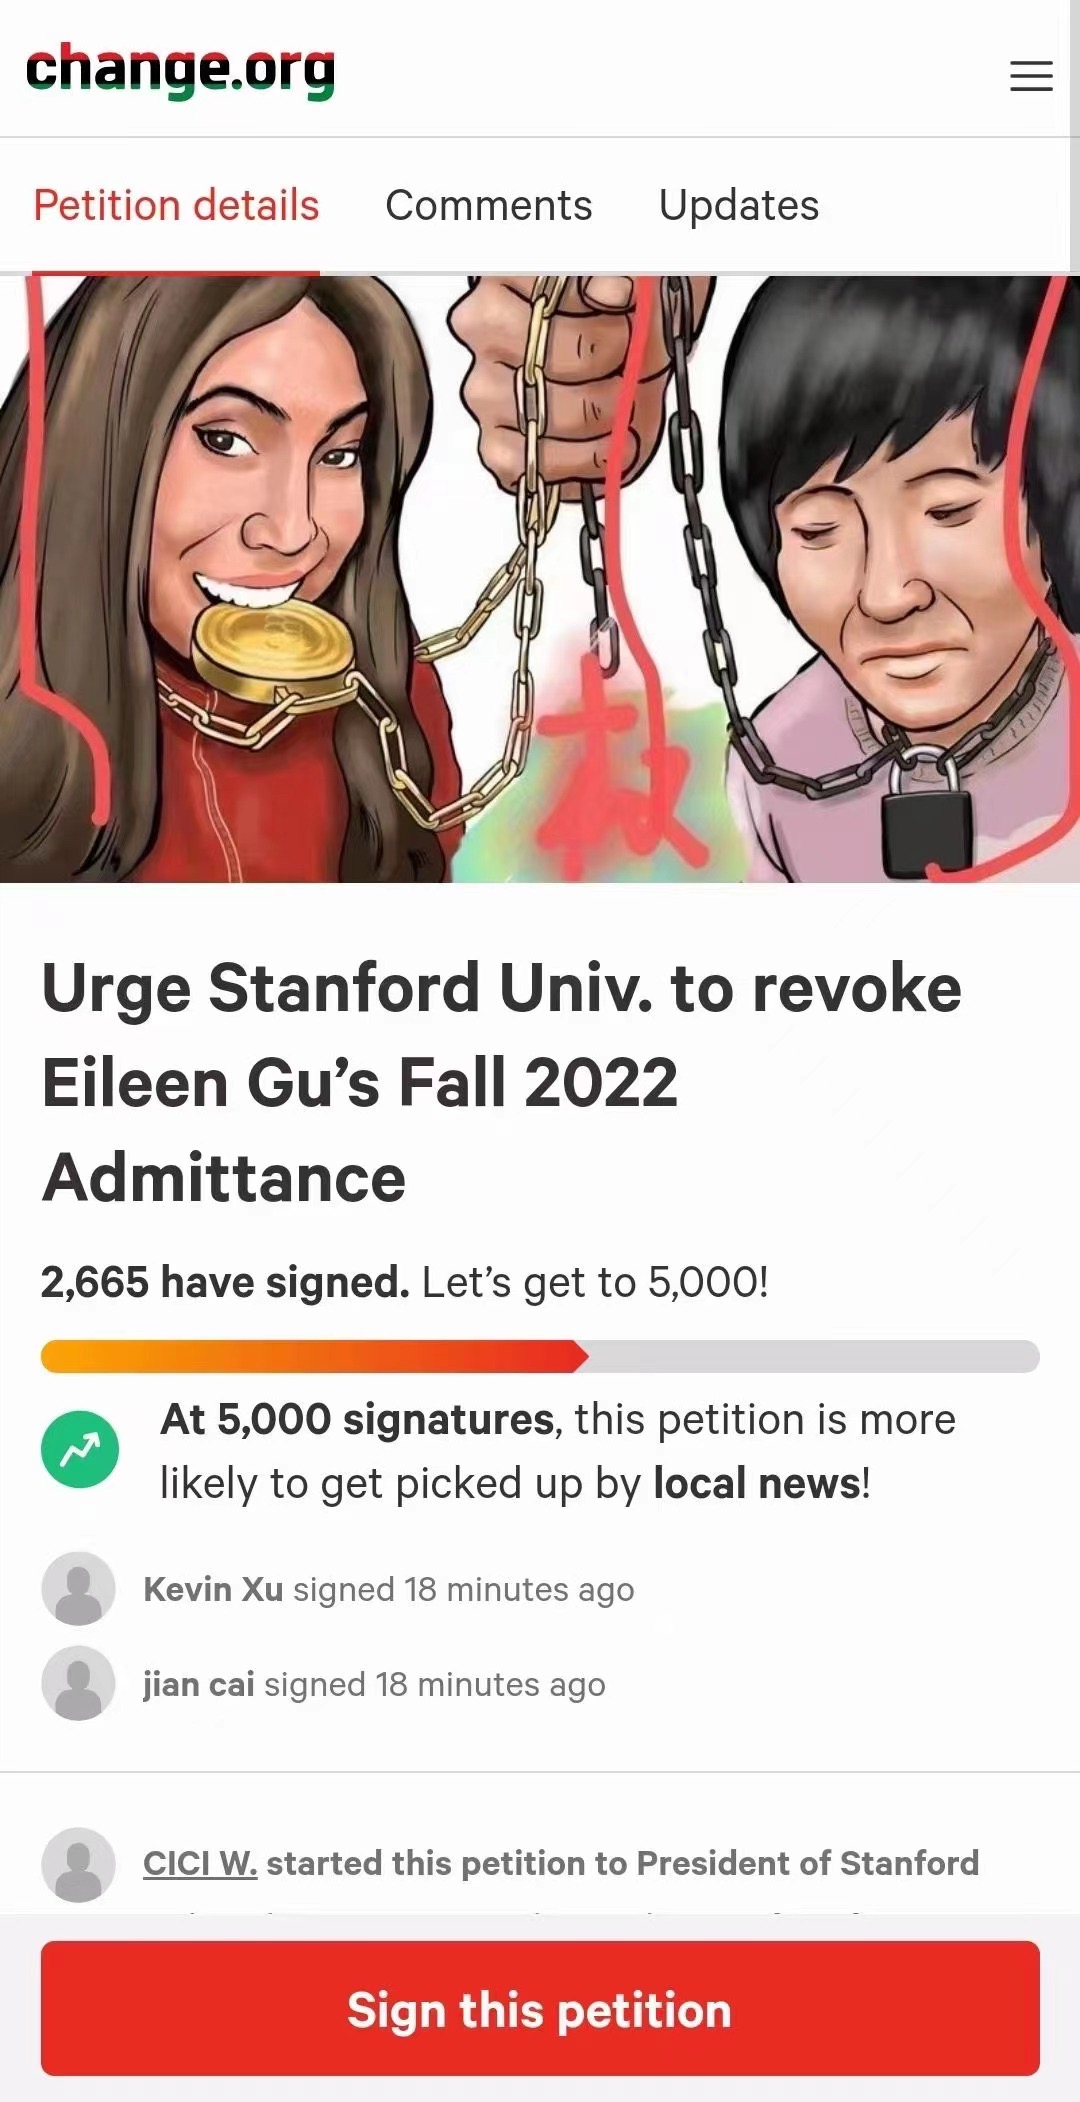 change.org
Petition details
Comments
Updates
权
Urge Stanford Univ. to revoke
Eileen Gu’s Fall 2022
Admittance
2,665 have signed. Let’s get to 5,000!
At 5,000 signatures, this petition is more
likely to get picked up by local news!
Kevin Xu signed 18 minutes ago
jian cai signed 18 minutes ago
CICI W. started this petition to President of Stanford
Sign this petition